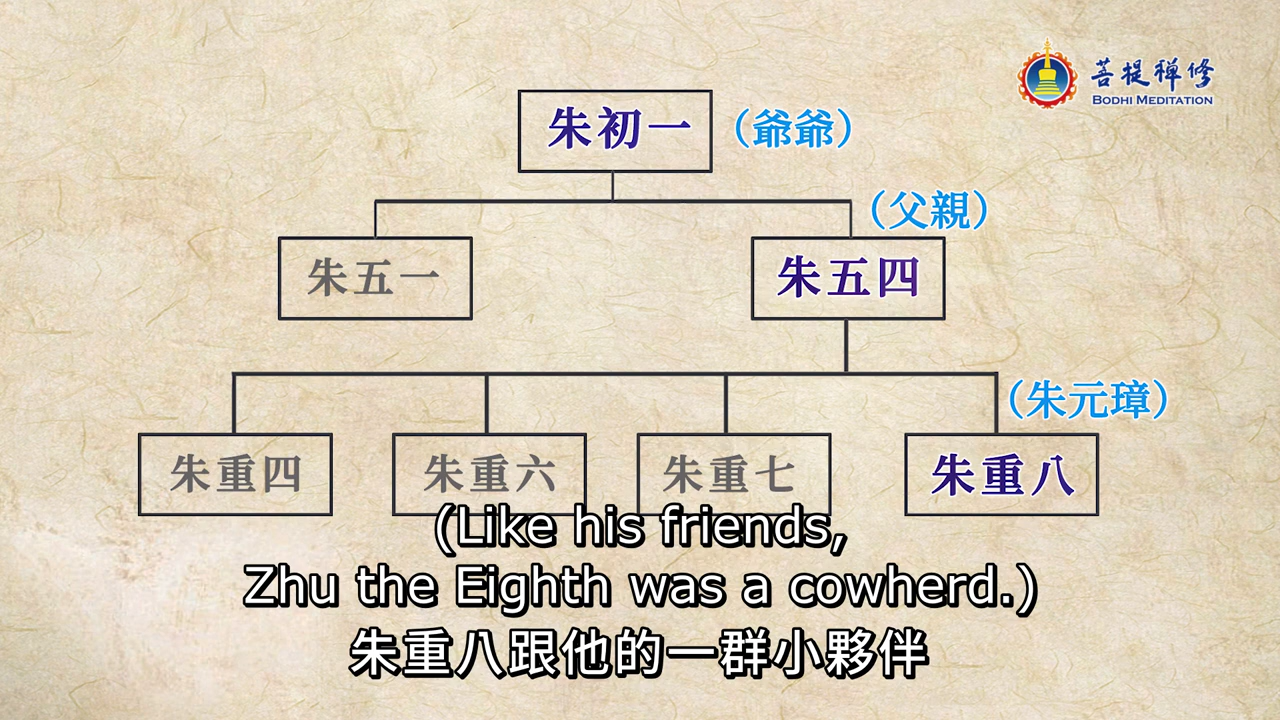 菩提禪修
BODHI MEDITATION
朱初一
（爺爺）
（父親）
朱五一
朱五四
（朱元璋）
朱重四
朱重六
朱重七
朱重八
(Like his friends,
Zhu the Eighth was a cowherd.)
朱重八跟他的一群小夥伴